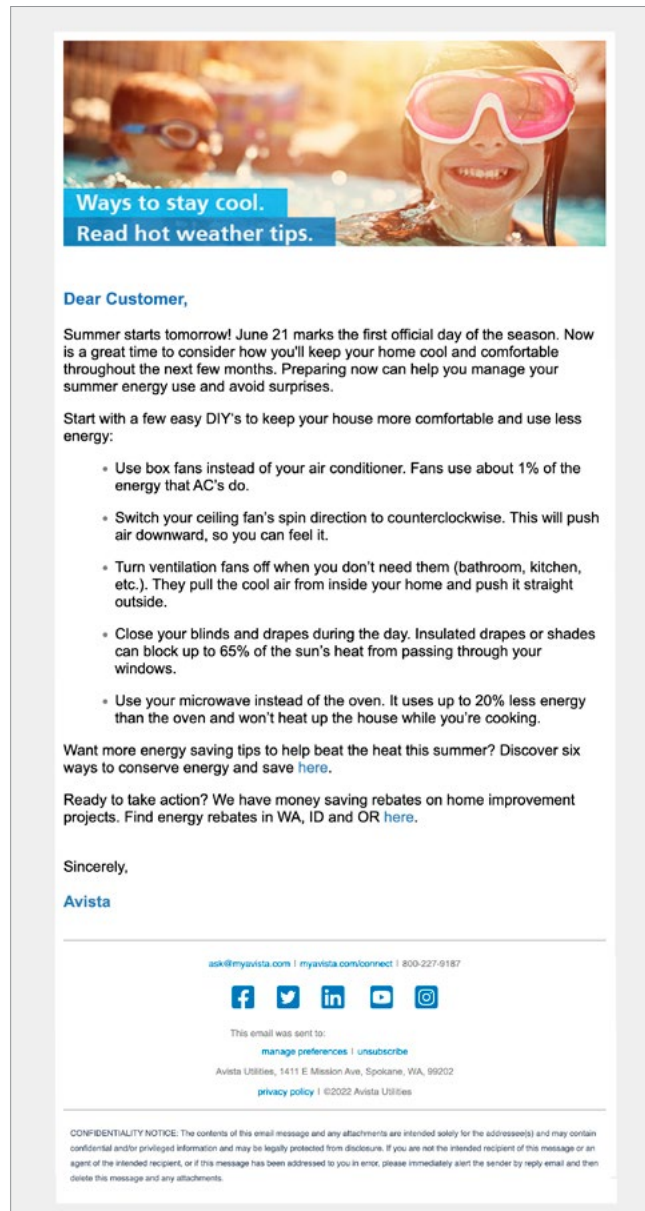 Ways to stay cool.
Read hot weather tips.
Dear Customer,
Summer starts tomorrow! June 21 marks the first official day of the season. Now
is a great time to consider how you'll keep your home cool and comfortable
throughout the next few months. Preparing now can help you manage your
summer energy use and avoid surprises.
Start with a few easy DIY's to keep your house more comfortable and use less
energy:
• Use box fans instead of your air conditioner. Fans use about 1% of the
energy that AC's do.
• Switch your ceiling fan's spin direction to counterclockwise. This will push
air downward, so you can feel it.
• Turn ventilation fans off when you don't need them (bathroom, kitchen,
etc.). They pull the cool air from inside your home and push it straight
outside.
• Close your blinds and drapes during the day. Insulated drapes or shades
can block up to 65% of the sun's heat from passing through your
windows.
• Use your microwave instead of the oven. It uses up to 20% less energy
than the oven and won't heat up the house while you're cooking.
Want more energy saving tips to help beat the heat this summer? Discover six
ways to conserve energy and save here.
Ready to take action? We have money saving rebates on home improvement
projects. Find energy rebates in WA, ID and OR here.
Sincerely,
Avista
ask@myavista.com | myavista.com/connect | 800-227-9187
This email was sent to:
manage preferences | unsubscribe
Avista Utilities, 1411 E Mission Ave, Spokane, WA, 99202
privacy policy | ©2022 Avista Utilities
CONFIDENTIALITY NOTICE: The contents of this email message and any attachments are intended solely for the addressee(s) and may contain
confidential and/or privileged information and may be legally protected from disclosure. If you are not the intended recipient of this message or an
agent of the intended recipient, or if this message has been addressed to you in error, please immediately alert the sender by reply email and then
delete this message and any attachments.